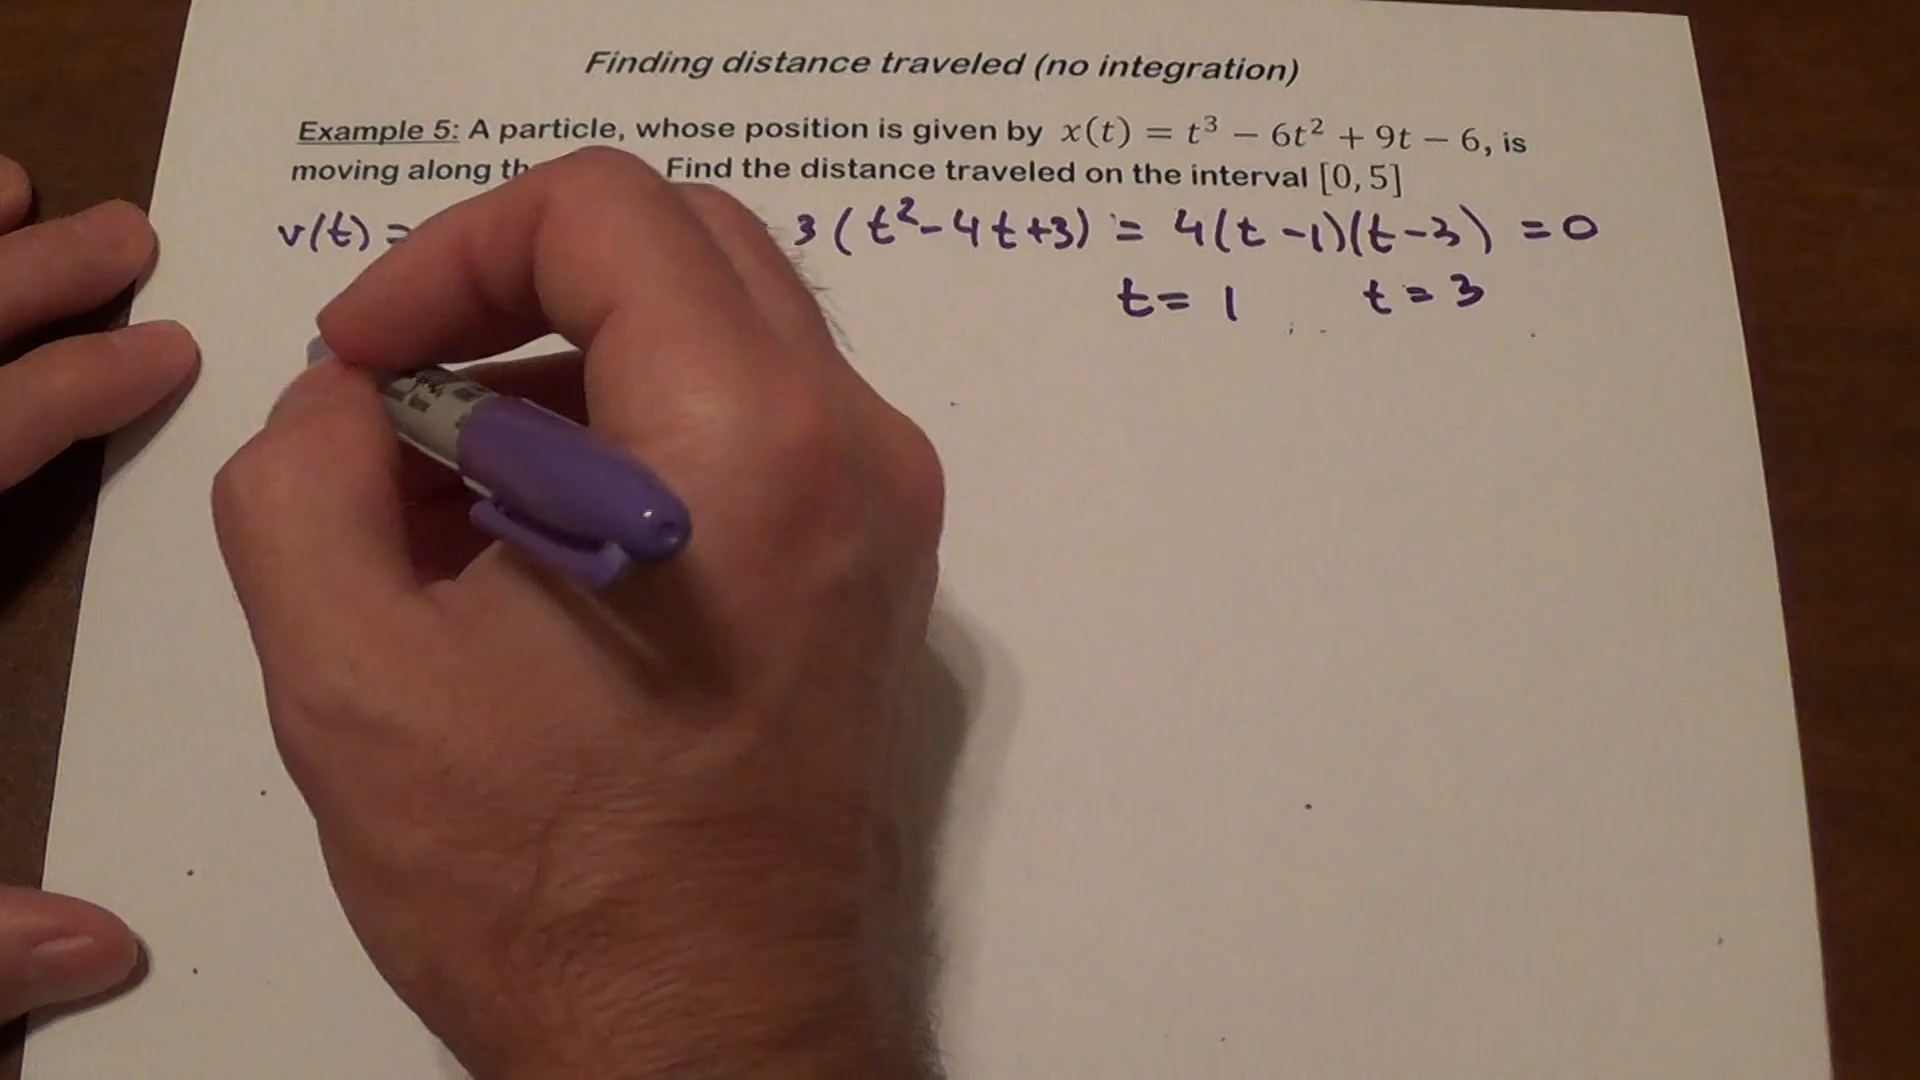 Finding distance traveled (no integration)
Example 5: A particle, whose position is given by x(t) = t³ − 6t² + 9t − 6, is
moving along Find the distance traveled on the interval [0, 5]
v(t) = 3(t²-4t+3) = 4(t-1)(t-3) = 0
t = 1 t = 3